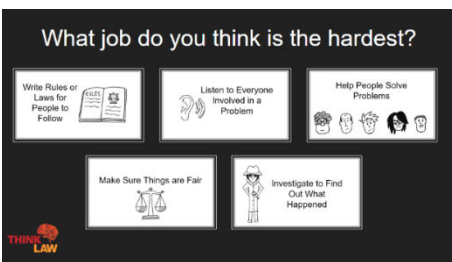 What job do you think is the hardest?
Write Rules or
Laws for
People to
Follow
RULES
Listen to Everyone
Involved in a
Problem
Help People Solve
Problems
Make Sure Things are Fair
Investigate to Find
Out What
Happened
THINK
LAW